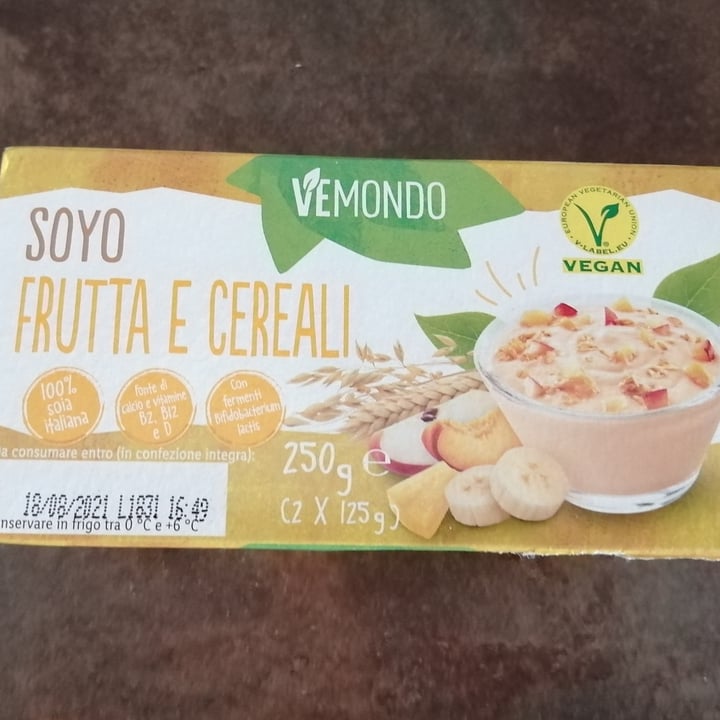 VEMONDO
SOYO
FRUTTA E CEREALI
100%
soia
italiana
Fonte di
calcio e vitamine
B2, B12
e D
Con
fermenti
Bifidobacterium
lactis
EUROPEAN VEGETARIAN UNION
V-LABEL.EU
VEGAN
a consumare entro (in confezione integra):
18/08/2021 L1831 16:49
nservare in frigo tra 0 °C e +6 °C
250g e
(2 X 125g)